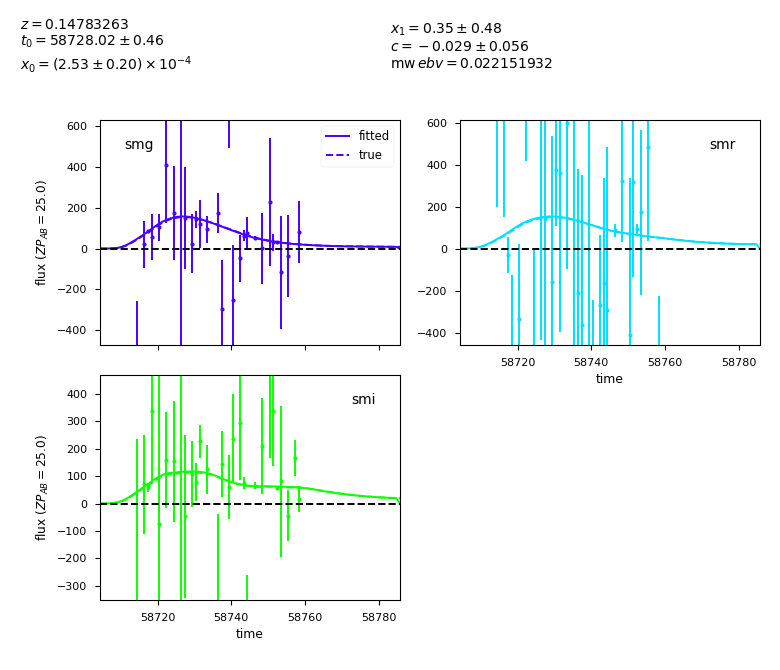 z = 0.14783263
t₀ = 58728.02 ± 0.46
x₀ = (2.53 ± 0.20) × 10⁻⁴
x₁ = 0.35 ± 0.48
c = −0.029 ± 0.056
mw ebv = 0.022151932
600
400
200
0
−200
−400
flux (ZP_AB = 25.0)
smg
fitted
true
600
400
200
0
−200
−400
smr
58720
58740
58760
58780
time
400
300
200
100
0
−100
−200
−300
flux (ZP_AB = 25.0)
smi
58720
58740
58760
58780
time